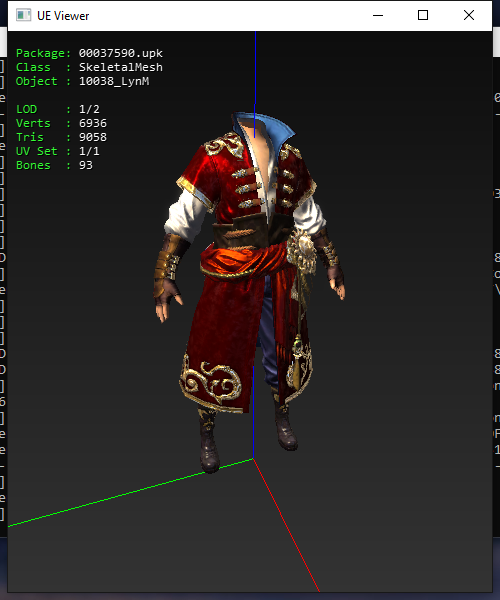 UE Viewer
Package: 00037590.upk
Class : SkeletalMesh
Object : 10038_LynM
LOD : 1/2
Verts : 6936
Tris : 9058
UV Set : 1/1
Bones : 93